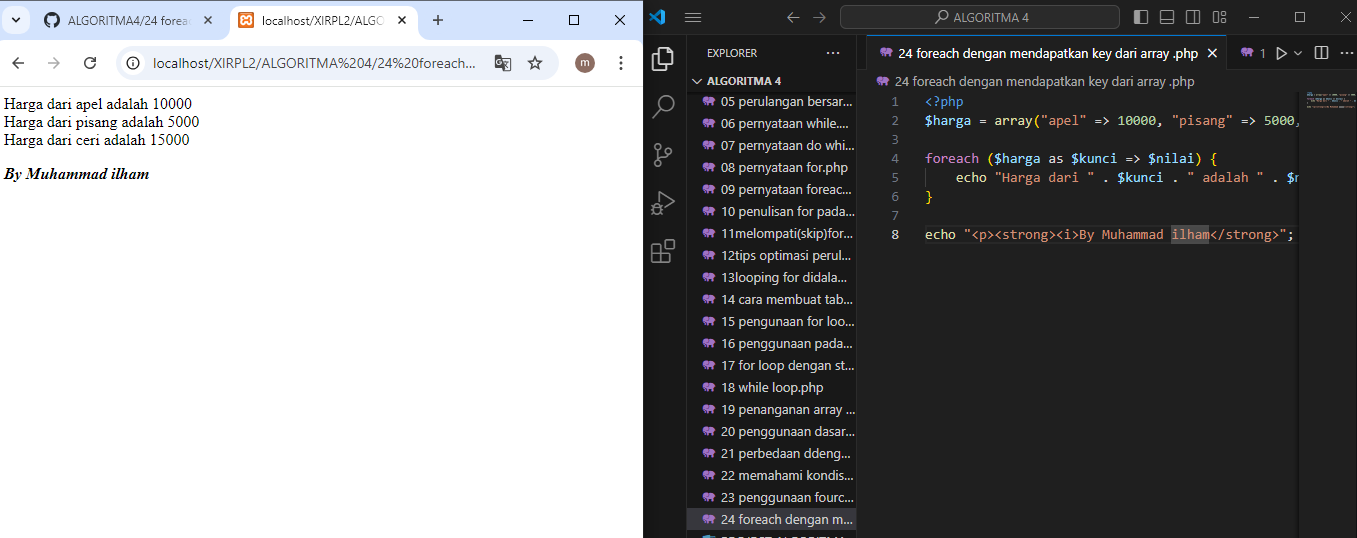 ALGORITMA4/24 forea
localhost/XIRPL2/ALGO
localhost/XIRPL2/ALGORITMA%204/24%20foreach...
m
Harga dari apel adalah 10000
Harga dari pisang adalah 5000
Harga dari ceri adalah 15000
By Muhammad ilham
ALGORITMA 4
EXPLORER
ALGORITMA 4
05 perulangan bersar...
06 pernyataan while....
07 pernyataan do whi...
08 pernyataan for.php
09 pernyataan foreac...
10 penulisan for pada...
11melompati(skip)for...
12tips optimasi perul...
13looping for didala...
14 cara membuat tab...
15 pengunaan for loo...
16 penggunaan pada...
17 for loop dengan st...
18 while loop.php
19 penanganan array ...
20 penggunaan dasar...
21 perbedaan ddeng...
22 memahami kondis...
23 penggunaan fourc...
24 foreach dengan m...
24 foreach dengan mendapatkan key dari array .php
1
24 foreach dengan mendapatkan key dari array .php
1 <?php
2 $harga = array("apel" => 10000, "pisang" => 5000,
3
4 foreach ($harga as $kunci => $nilai) {
5 echo "Harga dari " . $kunci . " adalah " . $n
6 }
7
8 echo "<p><strong><i>By Muhammad ilham</strong>";